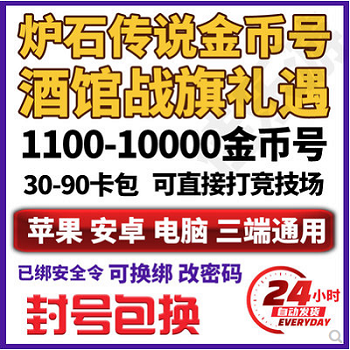 炉石传说金币号
酒馆战旗礼遇
1100-10000金币号
30-90卡包 可直接打竞技场
苹果 安卓 电脑 三端通用
已绑安全令 可换绑 改密码
封号包换
24小时
自动发货
EVERYDAY